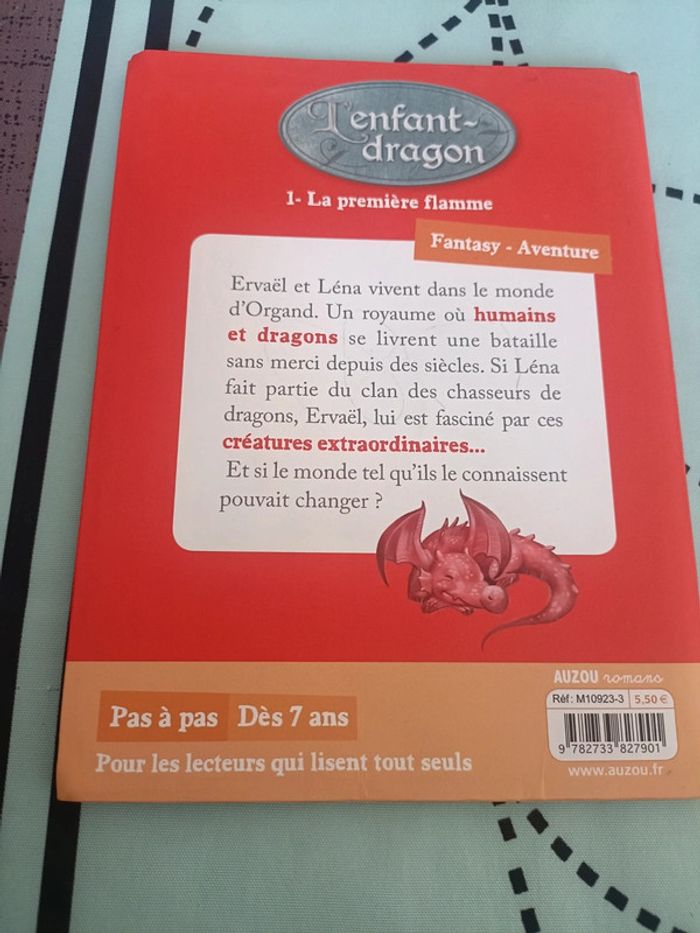 L'enfant-
dragon
1- La première flamme
Fantasy - Aventure
Ervaël et Léna vivent dans le monde
d'Organd. Un royaume où humains
et dragons se livrent une bataille
sans merci depuis des siècles. Si Léna
fait partie du clan des chasseurs de
dragons, Ervaël, lui est fasciné par ces
créatures extraordinaires...
Et si le monde tel qu'ils le connaissent
pouvait changer ?
AUZOU romans
Réf: M10923-3 5,50 €
9 782733 827901
www.auzou.fr
Pas à pas Dès 7 ans
Pour les lecteurs qui lisent tout seuls